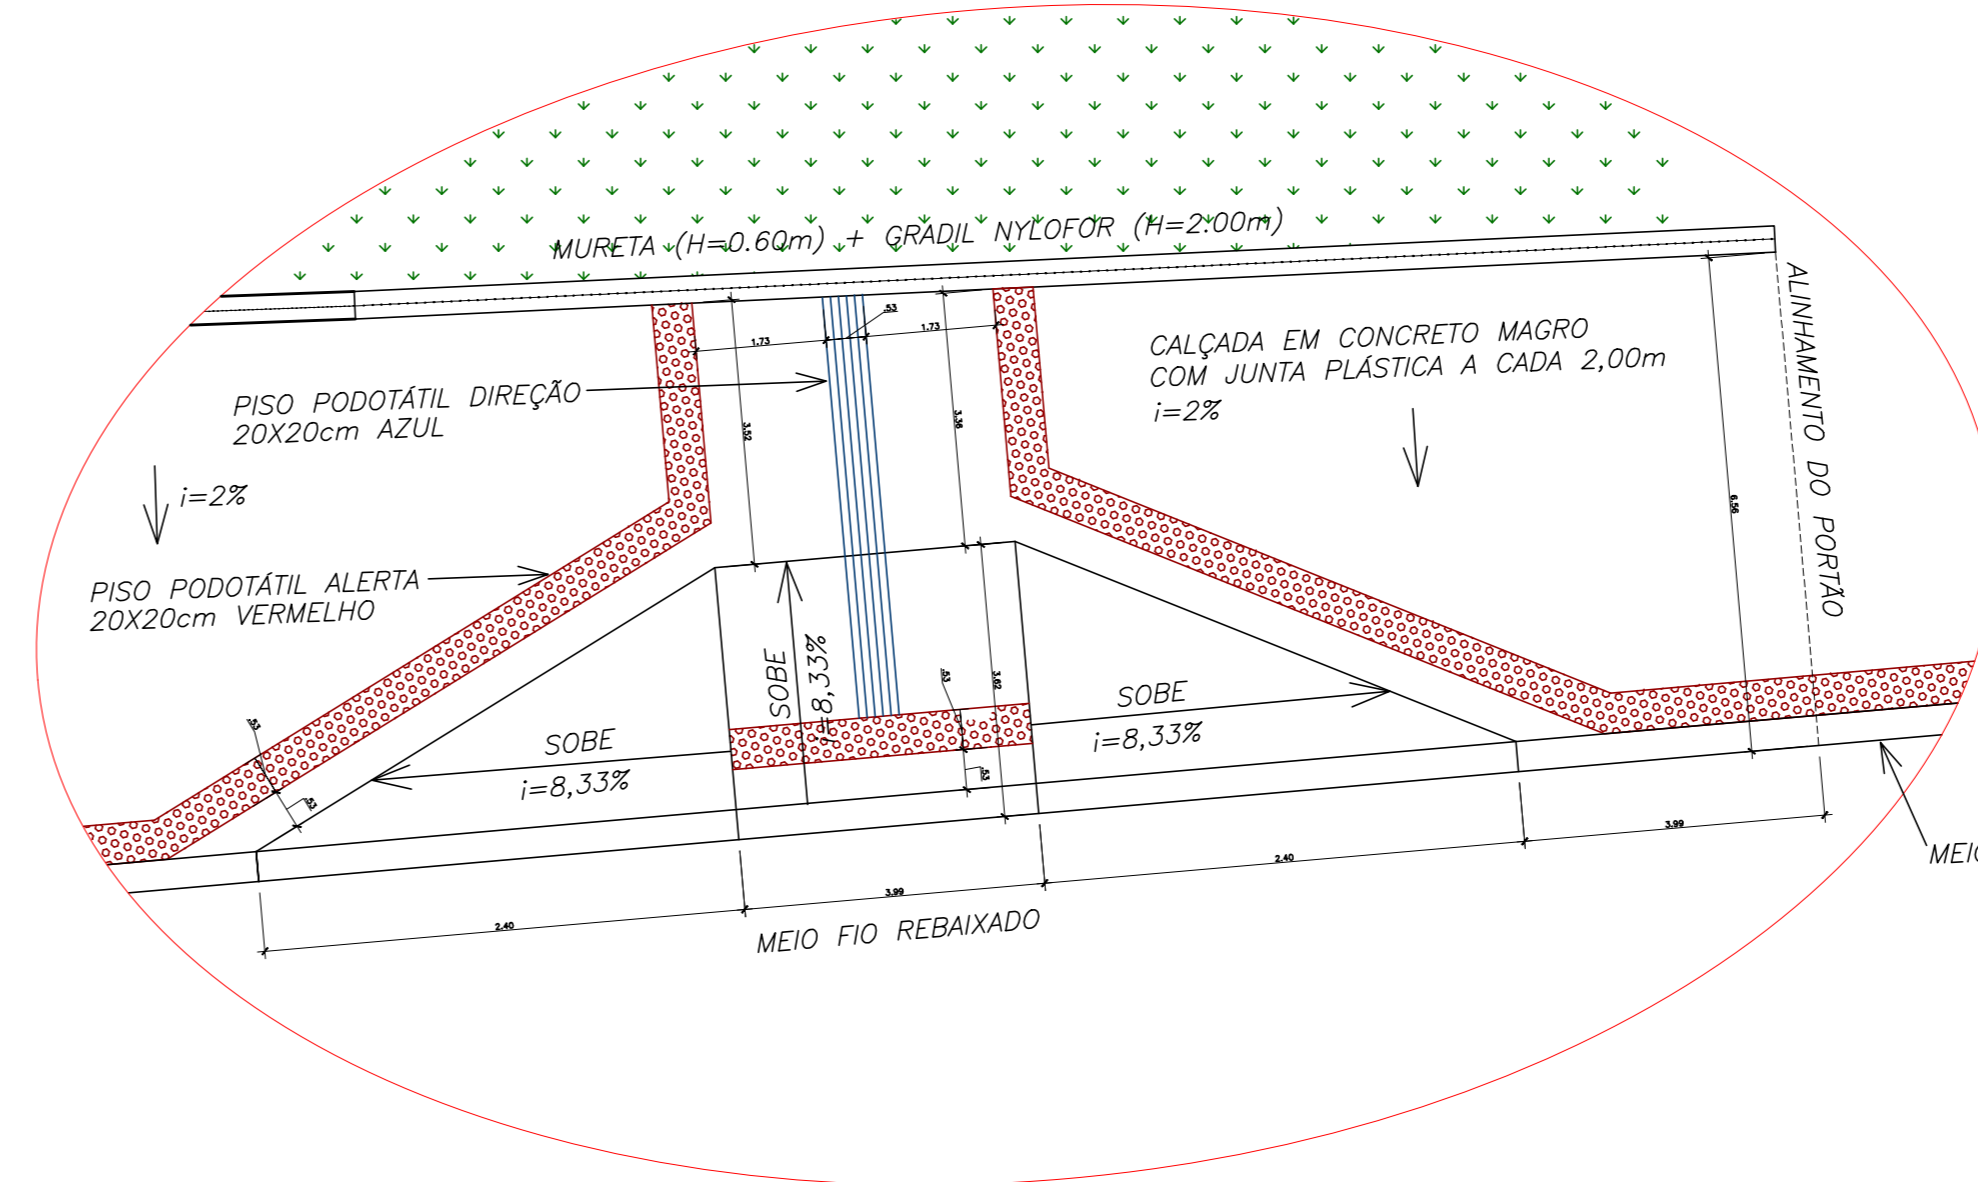 MURETA (H=0.60m) + GRADIL NYLOFOR (H=2.00m)
ALINHAMENTO DO PORTÃO
.53
1.73
1.73
CALÇADA EM CONCRETO MAGRO
COM JUNTA PLÁSTICA A CADA 2,00m
i=2%
PISO PODOTÁTIL DIREÇÃO
20X20cm AZUL
3.52
3.36
6.56
i=2%
PISO PODOTÁTIL ALERTA
20X20cm VERMELHO
SOBE
i=8,33%
.53
3.62
SOBE
i=8,33%
.53
SOBE
i=8,33%
.53
.53
MEIO
3.99
2.40
3.99
2.40
MEIO FIO REBAIXADO